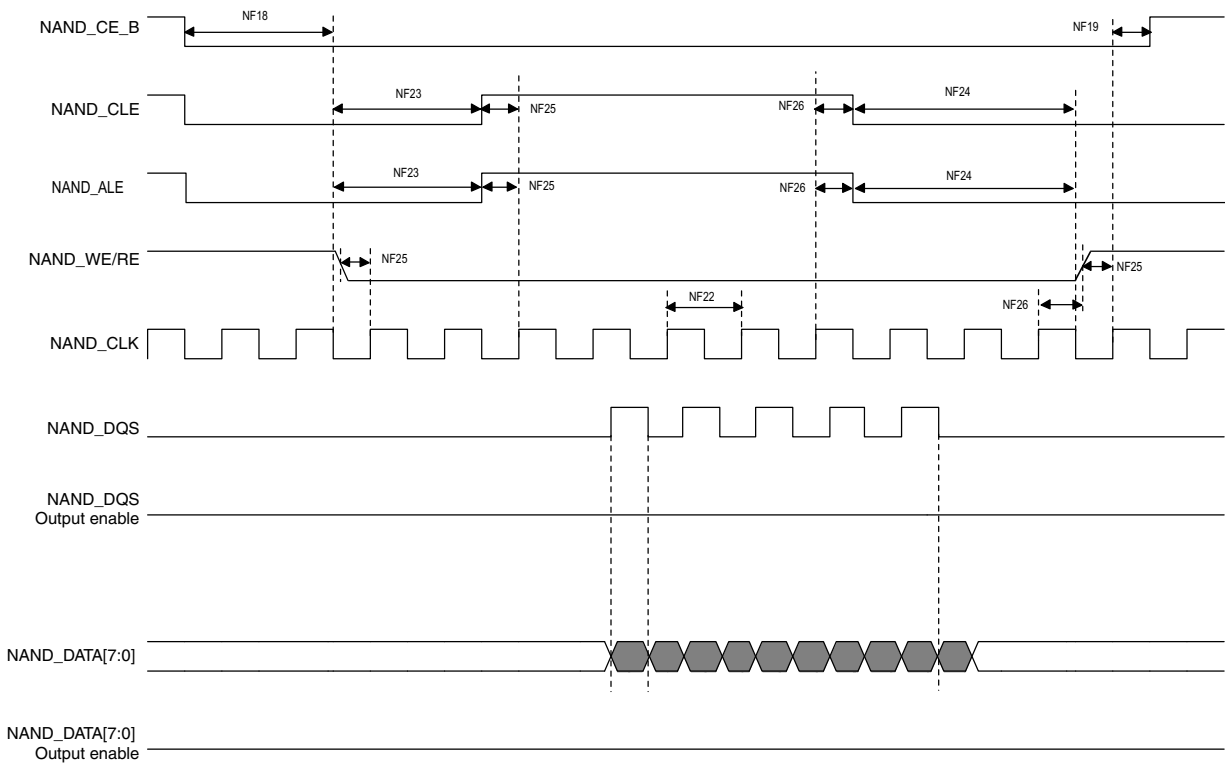 NF18
NAND_CE_B
NF19
NF23
NF25
NF26
NF24
NAND_CLE
NF23
NF25
NF26
NF24
NAND_ALE
NAND_WE/RE
NF25
NF25
NF22
NF26
NAND_CLK
NAND_DQS
NAND_DQS
Output enable
NAND_DATA[7:0]
NAND_DATA[7:0]
Output enable